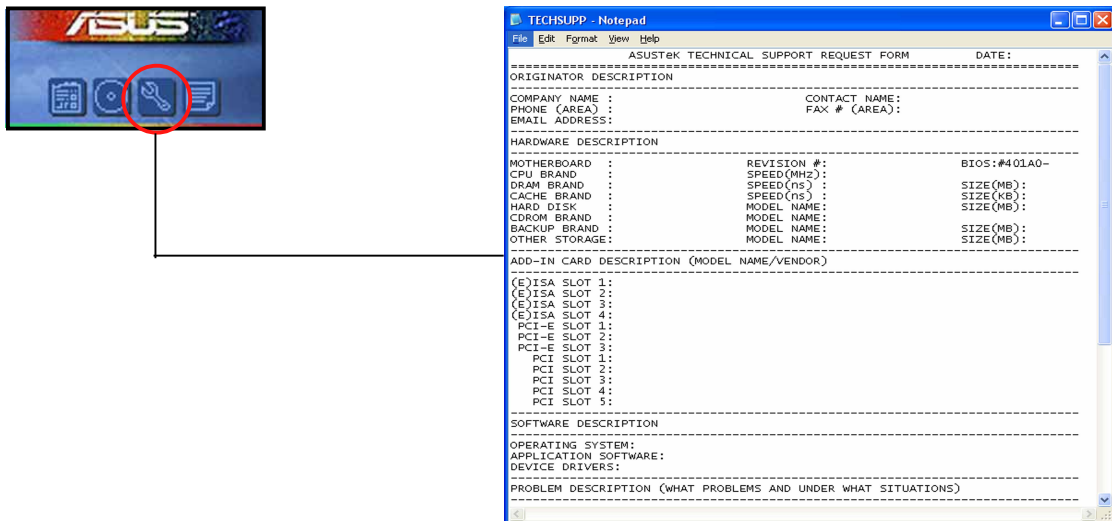 ASUS
TECHSUPP - Notepad
File Edit Format View Help
ASUSTeK TECHNICAL SUPPORT REQUEST FORM DATE:
================================================================================
ORIGINATOR DESCRIPTION
--------------------------------------------------------------------------------
COMPANY NAME : CONTACT NAME:
PHONE (AREA) : FAX # (AREA):
EMAIL ADDRESS:
--------------------------------------------------------------------------------
HARDWARE DESCRIPTION
--------------------------------------------------------------------------------
MOTHERBOARD : REVISION #: BIOS:#401A0-
CPU BRAND : SPEED(MHz):
DRAM BRAND : SPEED(ns) : SIZE(MB):
CACHE BRAND : SPEED(ns) : SIZE(KB):
HARD DISK : MODEL NAME: SIZE(MB):
CDROM BRAND : MODEL NAME:
BACKUP BRAND : MODEL NAME: SIZE(MB):
OTHER STORAGE: MODEL NAME: SIZE(MB):
--------------------------------------------------------------------------------
ADD-IN CARD DESCRIPTION (MODEL NAME/VENDOR)
--------------------------------------------------------------------------------
(E)ISA SLOT 1:
(E)ISA SLOT 2:
(E)ISA SLOT 3:
(E)ISA SLOT 4:
PCI-E SLOT 1:
PCI-E SLOT 2:
PCI-E SLOT 3:
PCI SLOT 1:
PCI SLOT 2:
PCI SLOT 3:
PCI SLOT 4:
PCI SLOT 5:
--------------------------------------------------------------------------------
SOFTWARE DESCRIPTION
--------------------------------------------------------------------------------
OPERATING SYSTEM:
APPLICATION SOFTWARE:
DEVICE DRIVERS:
--------------------------------------------------------------------------------
PROBLEM DESCRIPTION (WHAT PROBLEMS AND UNDER WHAT SITUATIONS)
--------------------------------------------------------------------------------